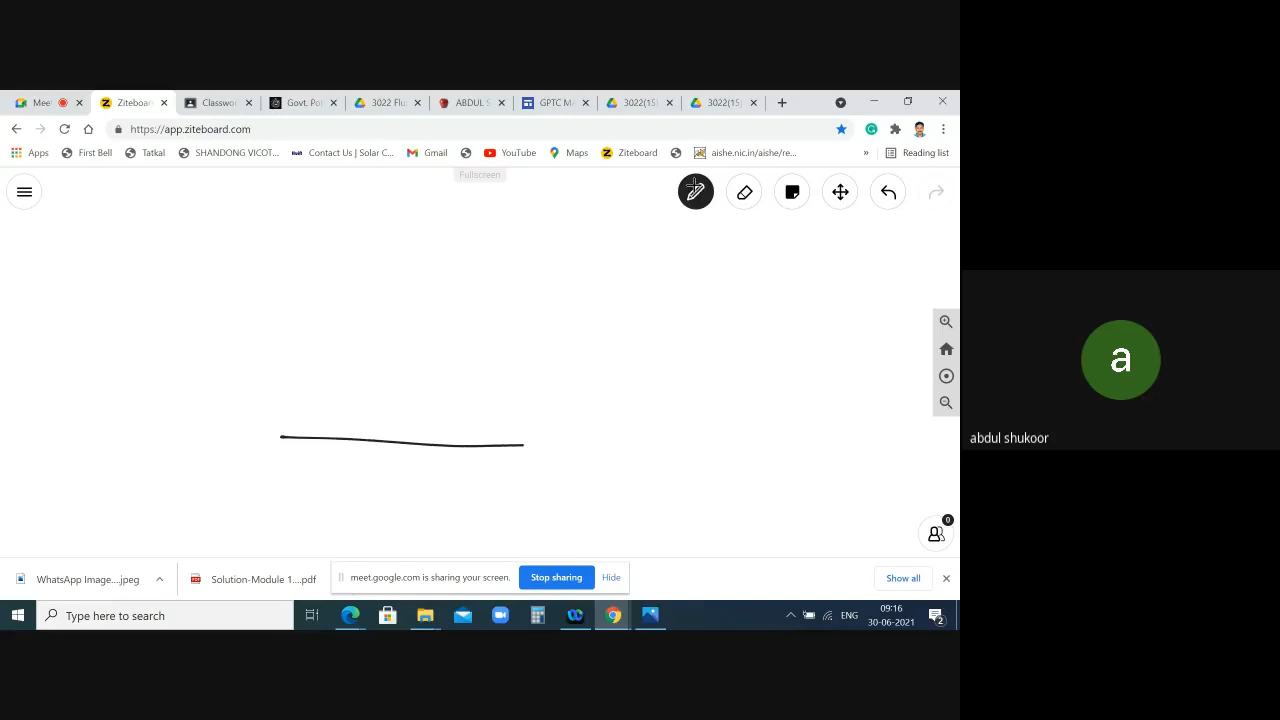 Meet
Ziteboar
Classwor
Govt. Pol
3022 Flu
ABDUL S
GPTC MA
3022(15)
3022(15)
https://app.ziteboard.com
Apps
First Bell
Tatkal
SHANDONG VICOT...
Contact Us | Solar C...
Gmail
YouTube
Maps
Ziteboard
aishe.nic.in/aishe/re...
»
Reading list
Fullscreen
a
abdul shukoor
0
WhatsApp Image....jpeg
Solution-Module 1....pdf
meet.google.com is sharing your screen.
Stop sharing
Hide
Show all
Type here to search
ENG
09:16
30-06-2021
2